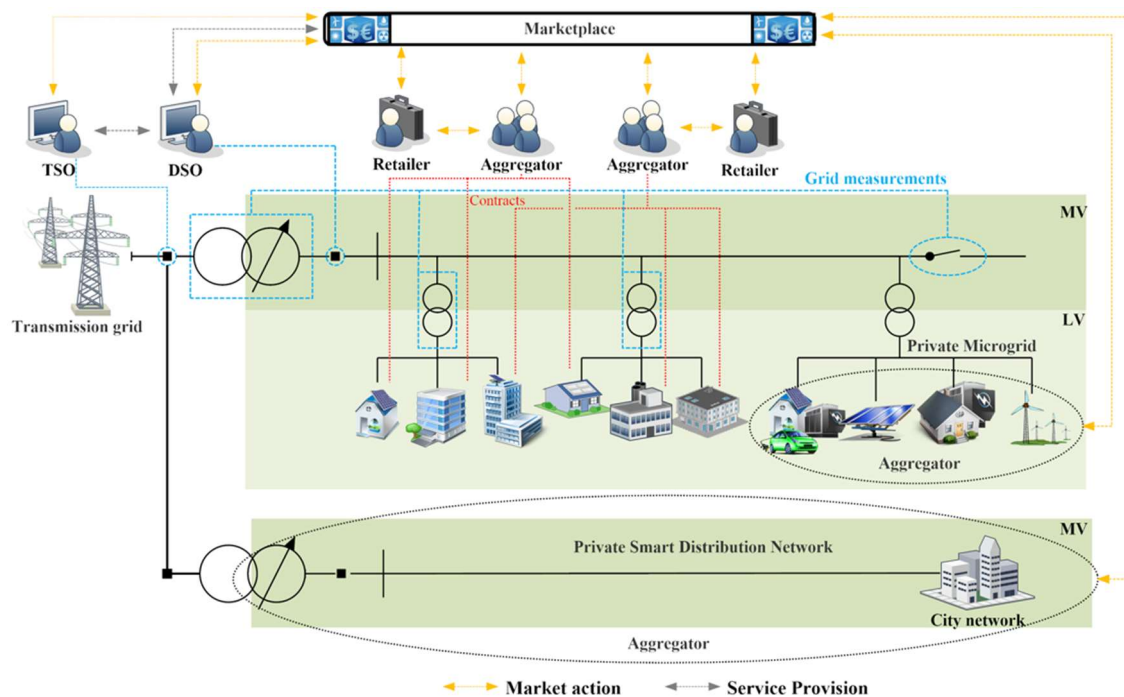 $€
Marketplace
$€
TSO
DSO
Retailer
Aggregator
Aggregator
Retailer
Contracts
Grid measurements
MV
Transmission grid
LV
Private Microgrid
Aggregator
MV
Private Smart Distribution Network
City network
Aggregator
Market action
Service Provision